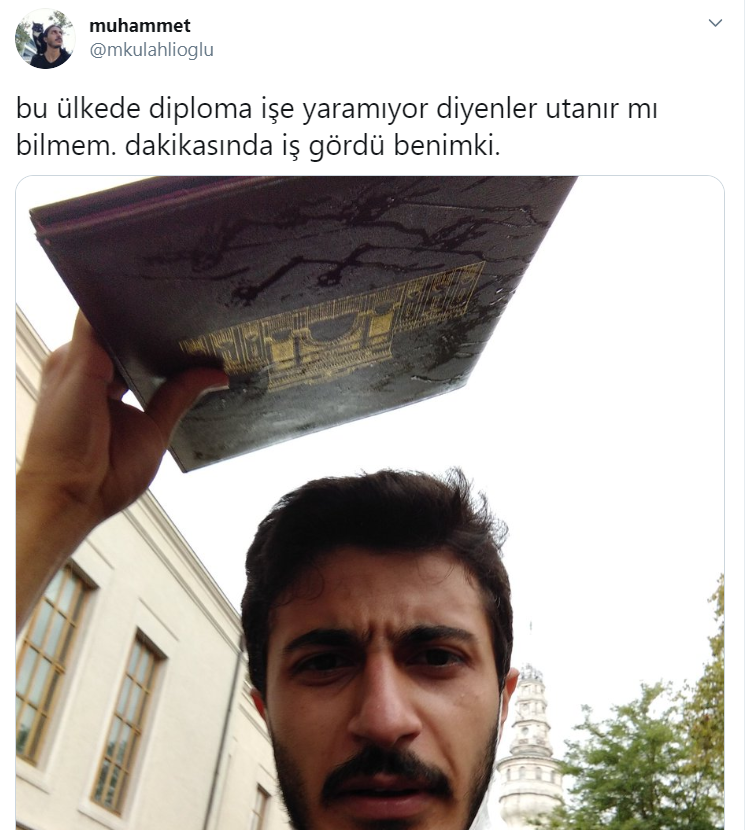 muhammet
@mkulahlioglu
bu ülkede diploma işe yaramıyor diyenler utanır mı
bilmem. dakikasında iş gördü benimki.